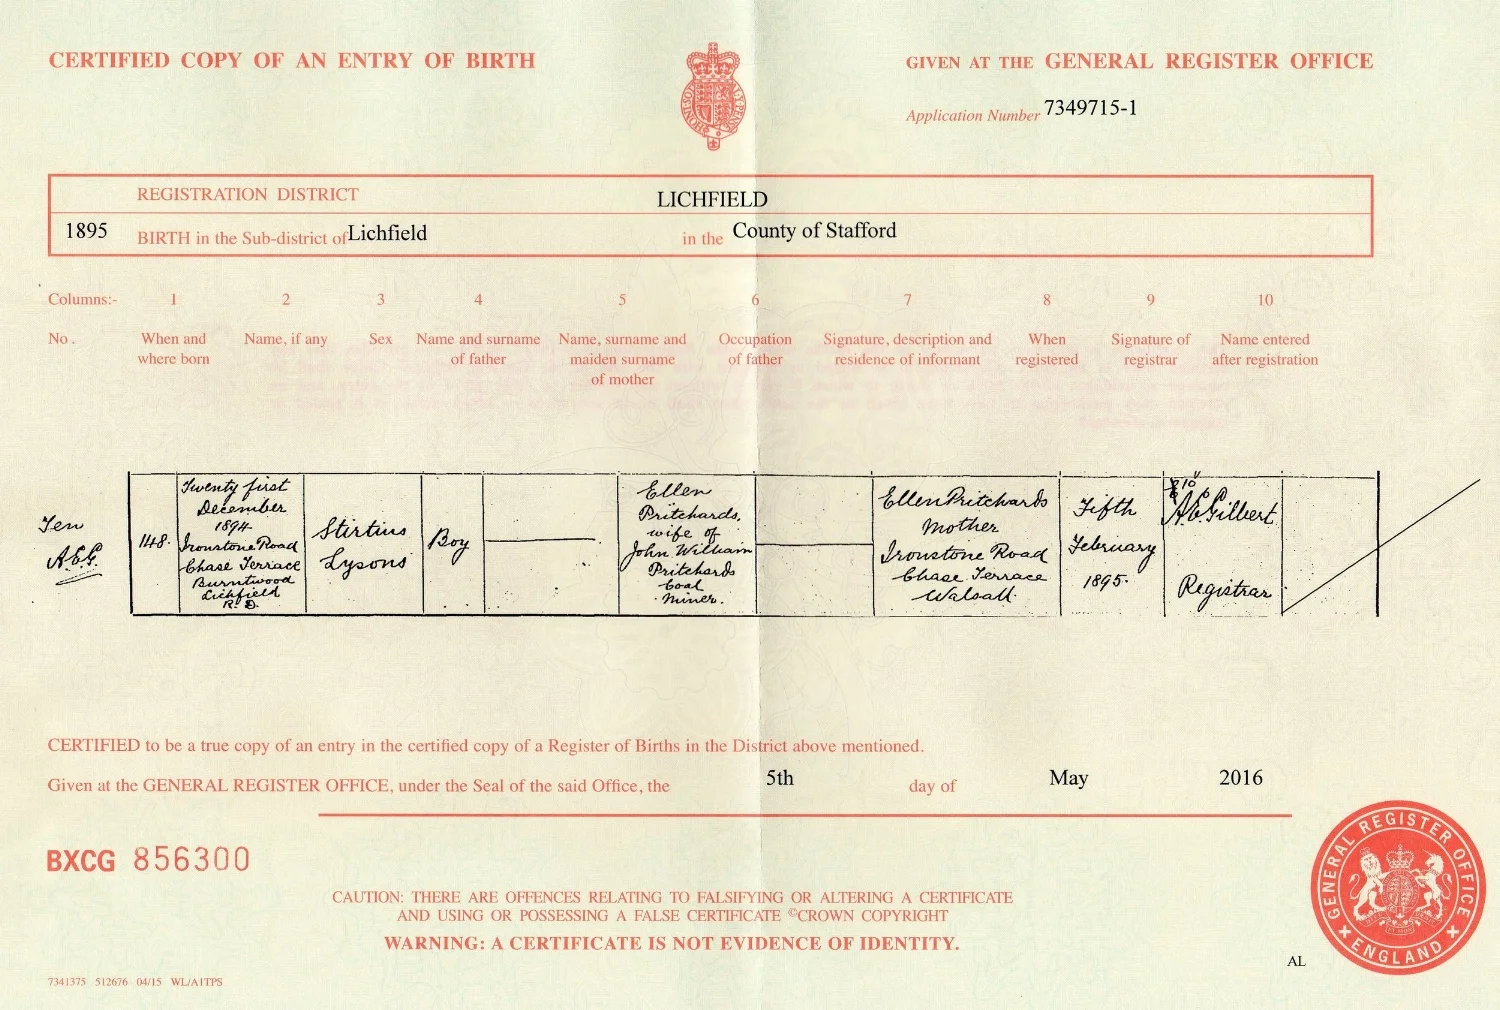 CERTIFIED COPY OF AN ENTRY OF BIRTH
GIVEN AT THE GENERAL REGISTER OFFICE
Application Number 7349715-1
REGISTRATION DISTRICT LICHFIELD
1895 BIRTH in the Sub-district of Lichfield in the County of Stafford
Columns:- 1 2 3 4 5 6 7 8 9 10
No. When and where born
Name, if any
Sex
Name and surname of father
Name, surname and maiden surname of mother
Occupation of father
Signature, description and residence of informant
When registered
Signature of registrar
Name entered after registration
Ten
A.E.G.
148.
Twenty first
December
1894
Ironstone Road
Chase Terrace
Burntwood
Lichfield
R.D.
Stirtius
Lysons
Boy
Ellen
Pritchards,
wife of
John William
Pritchards
Coal
Miner.
Ellen Pritchards
Mother
Ironstone Road
Chase Terrace
Walsall.
Fifth
February
1895.
A E Gilbert
Registrar
CERTIFIED to be a true copy of an entry in the certified copy of a Register of Births in the District above mentioned.
Given at the GENERAL REGISTER OFFICE, under the Seal of the said Office, the 5th day of May 2016
BXCG 856300
CAUTION: THERE ARE OFFENCES RELATING TO FALSIFYING OR ALTERING A CERTIFICATE
AND USING OR POSSESSING A FALSE CERTIFICATE ©CROWN COPYRIGHT
WARNING: A CERTIFICATE IS NOT EVIDENCE OF IDENTITY.
GENERAL REGISTER OFFICE
ENGLAND
AL
7341375 512676 04/15 WL/A1TPS